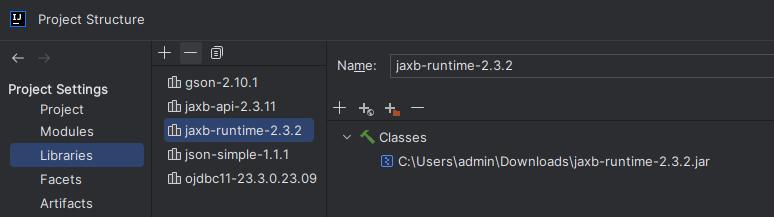 IJ Project Structure
Project Settings
Project
Modules
Libraries
Facets
Artifacts
gson-2.10.1
jaxb-api-2.3.11
jaxb-runtime-2.3.2
json-simple-1.1.1
ojdbc11-23.3.0.23.09
Name: jaxb-runtime-2.3.2
Classes
C:\Users\admin\Downloads\jaxb-runtime-2.3.2.jar